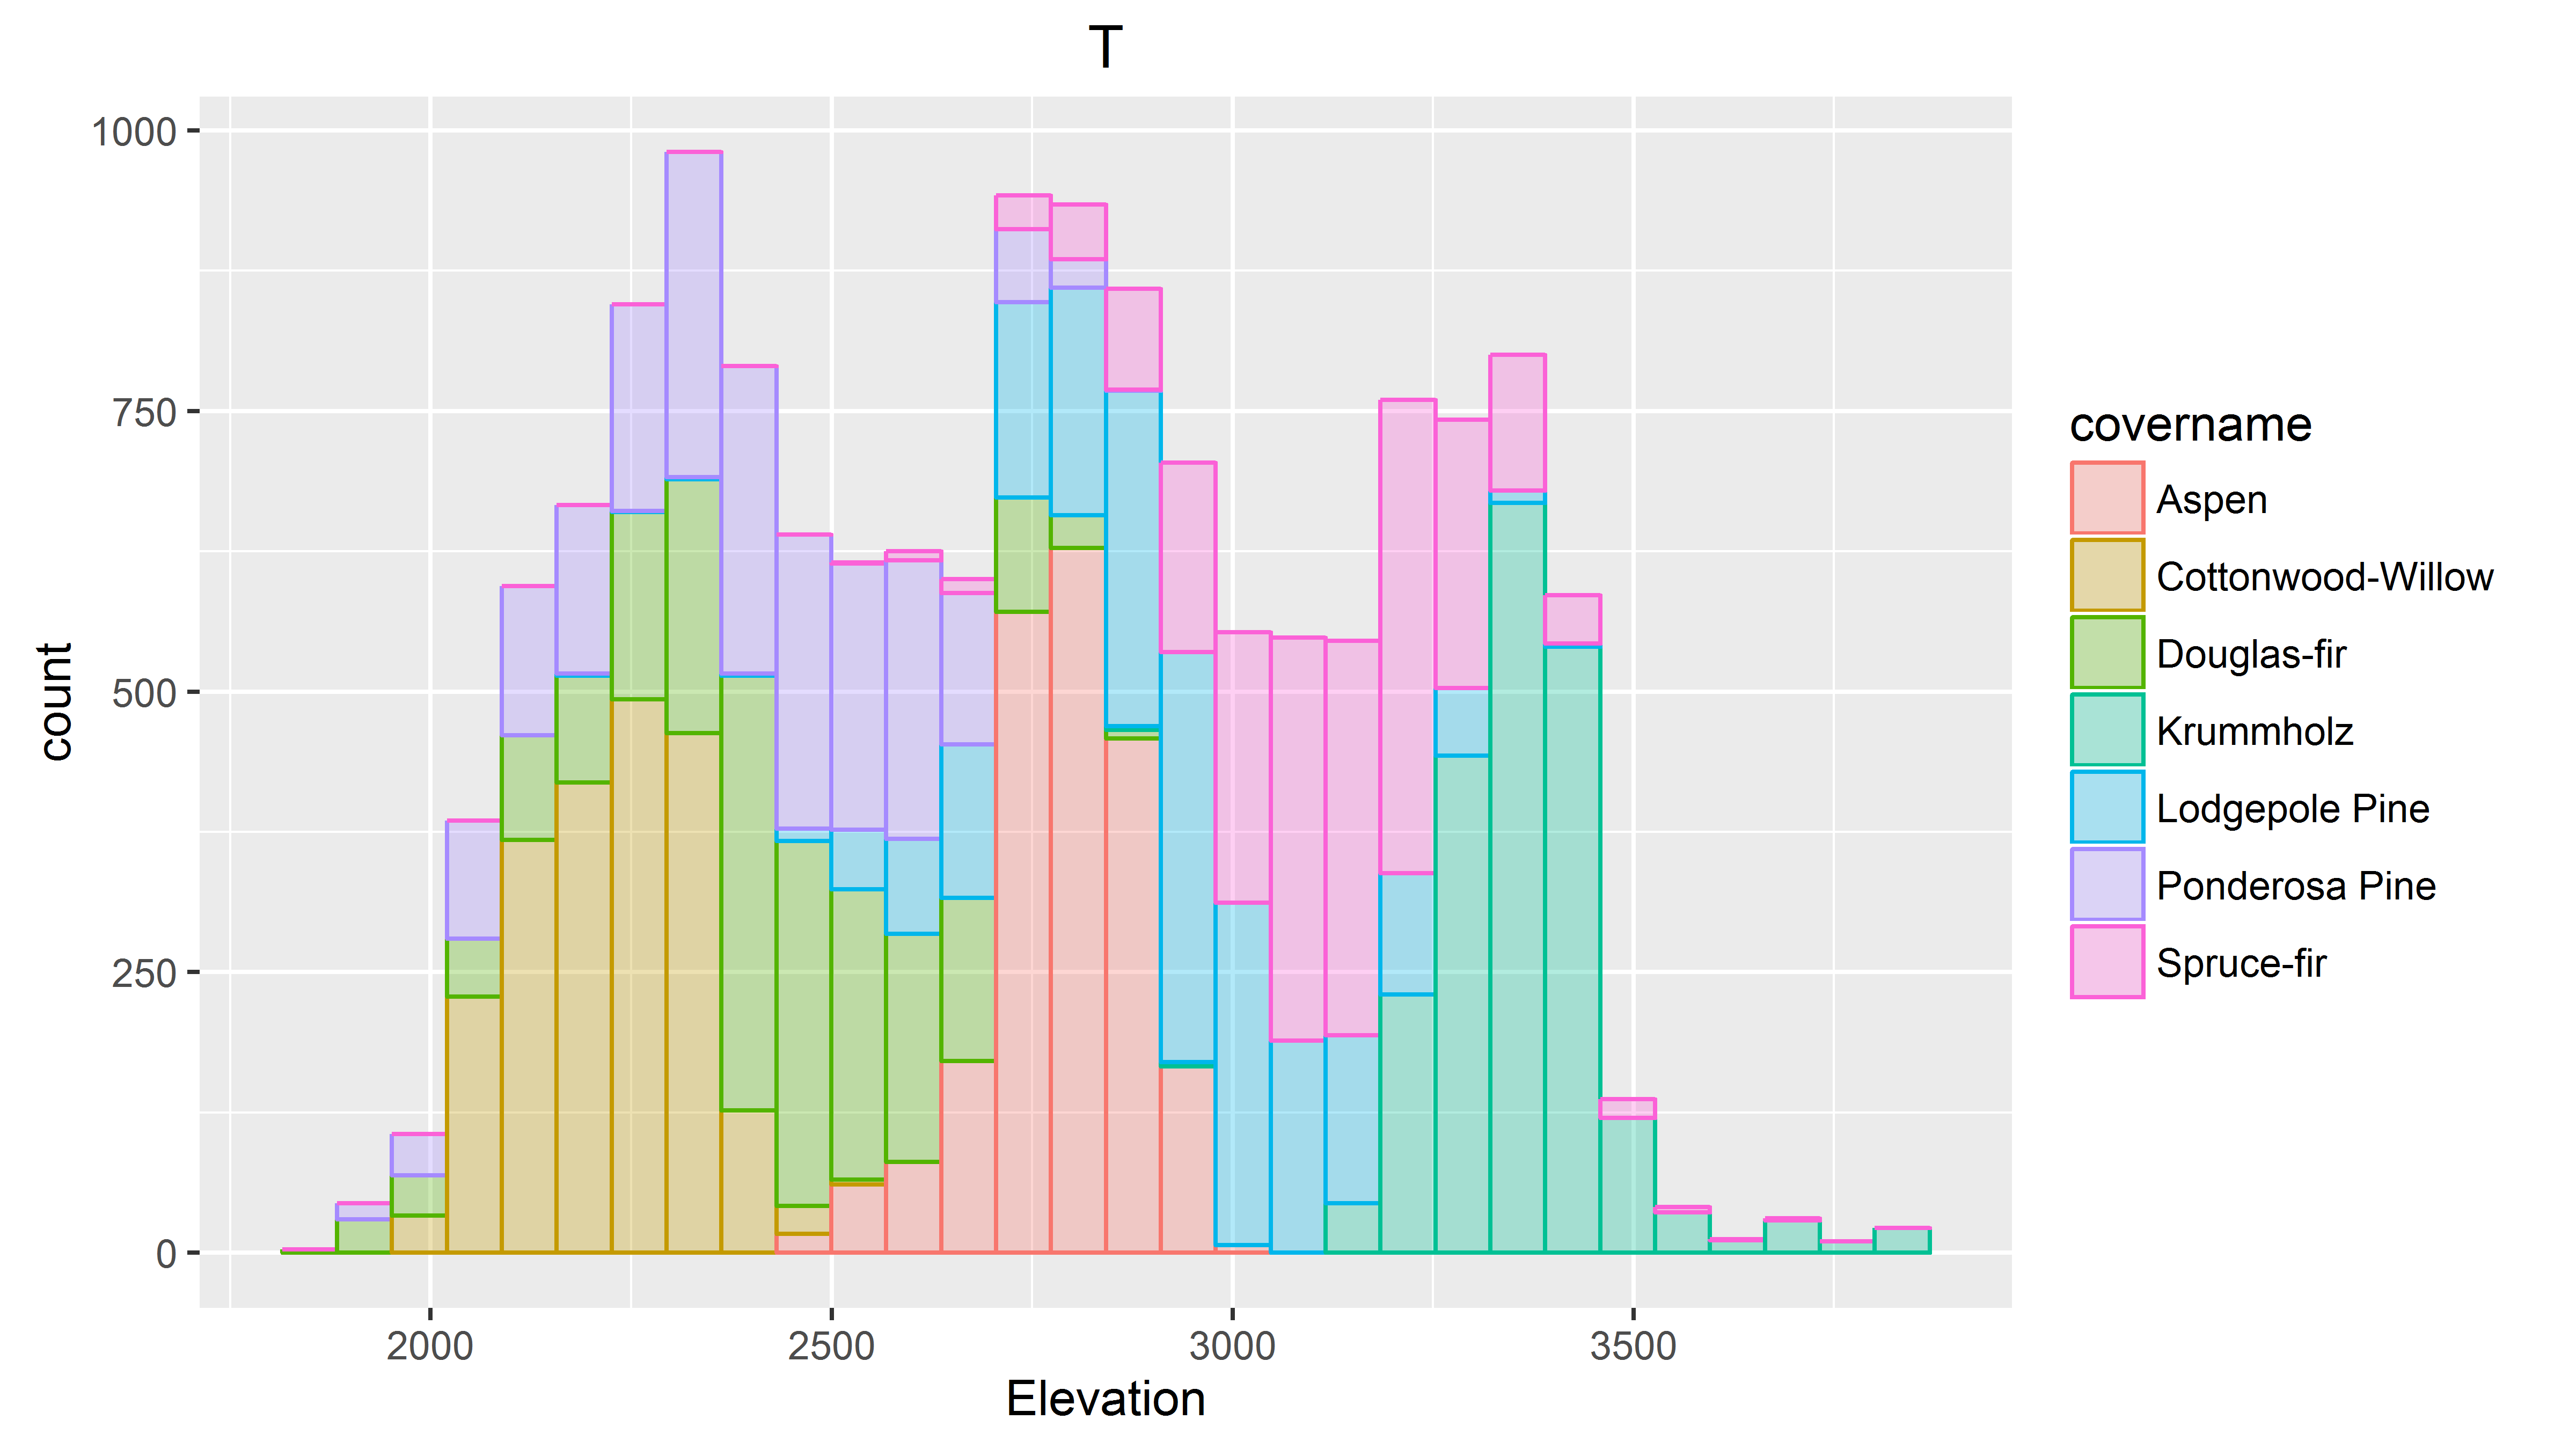 T
1000
750
500
250
0
count
2000 2500 3000 3500
Elevation
covername
Aspen
Cottonwood-Willow
Douglas-fir
Krummholz
Lodgepole Pine
Ponderosa Pine
Spruce-fir